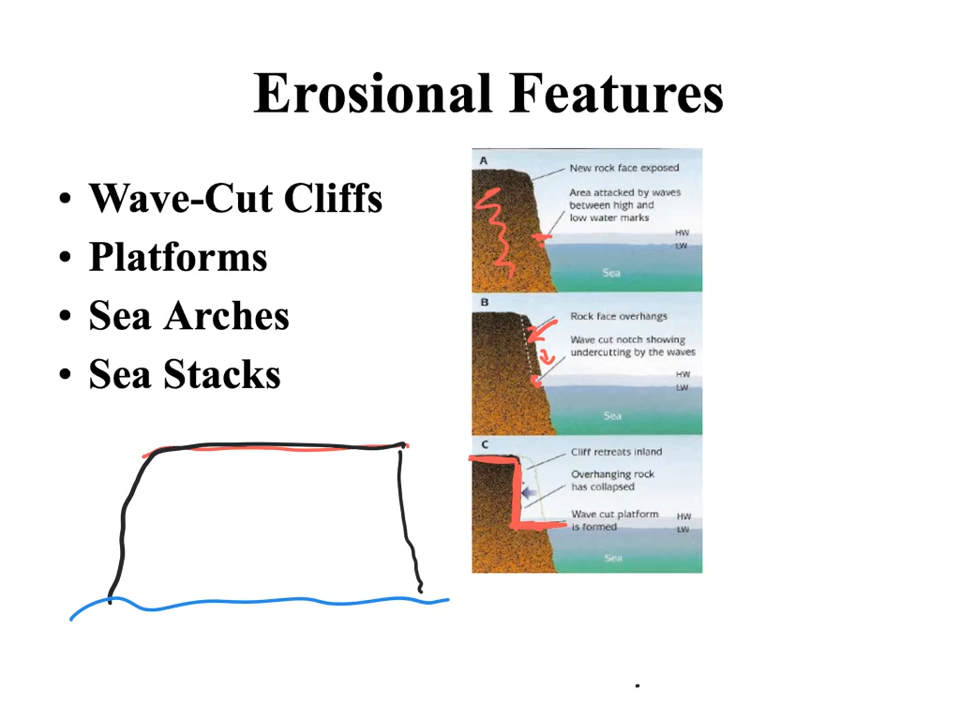 Erosional Features
• Wave-Cut Cliffs
• Platforms
• Sea Arches
• Sea Stacks
A
New rock face exposed
Area attacked by waves
between high and
low water marks
HW
LW
Sea
B
Rock face overhangs
Wave cut notch showing
undercutting by the waves
HW
LW
Sea
C
Cliff retreats inland
Overhanging rock
has collapsed
Wave cut platform
is formed
HW
LW
Sea